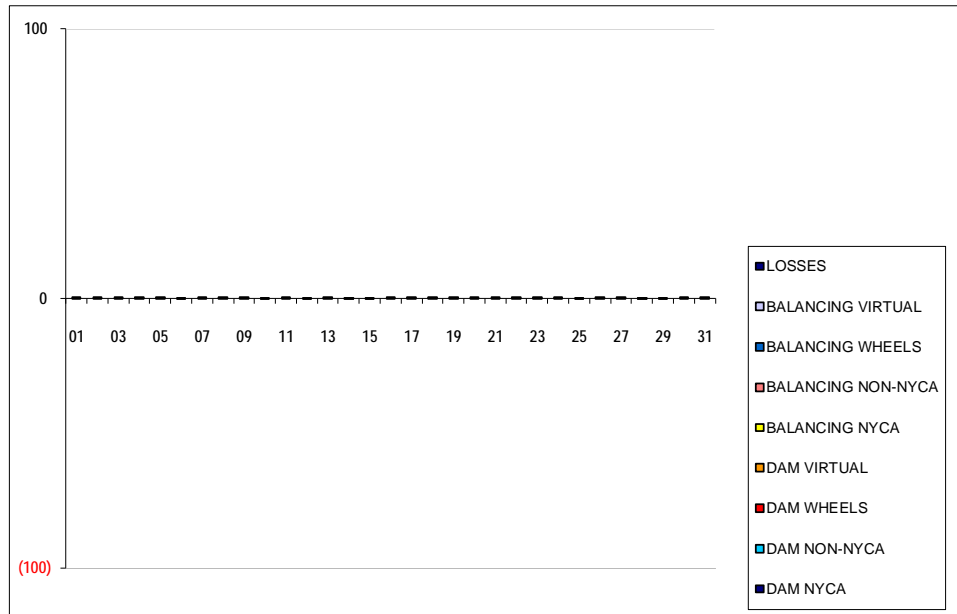 100
0
01 03 05 07 09 11 13 15 17 19 21 23 25 27 29 31
(100)
LOSSES
BALANCING VIRTUAL
BALANCING WHEELS
BALANCING NON-NYCA
BALANCING NYCA
DAM VIRTUAL
DAM WHEELS
DAM NON-NYCA
DAM NYCA